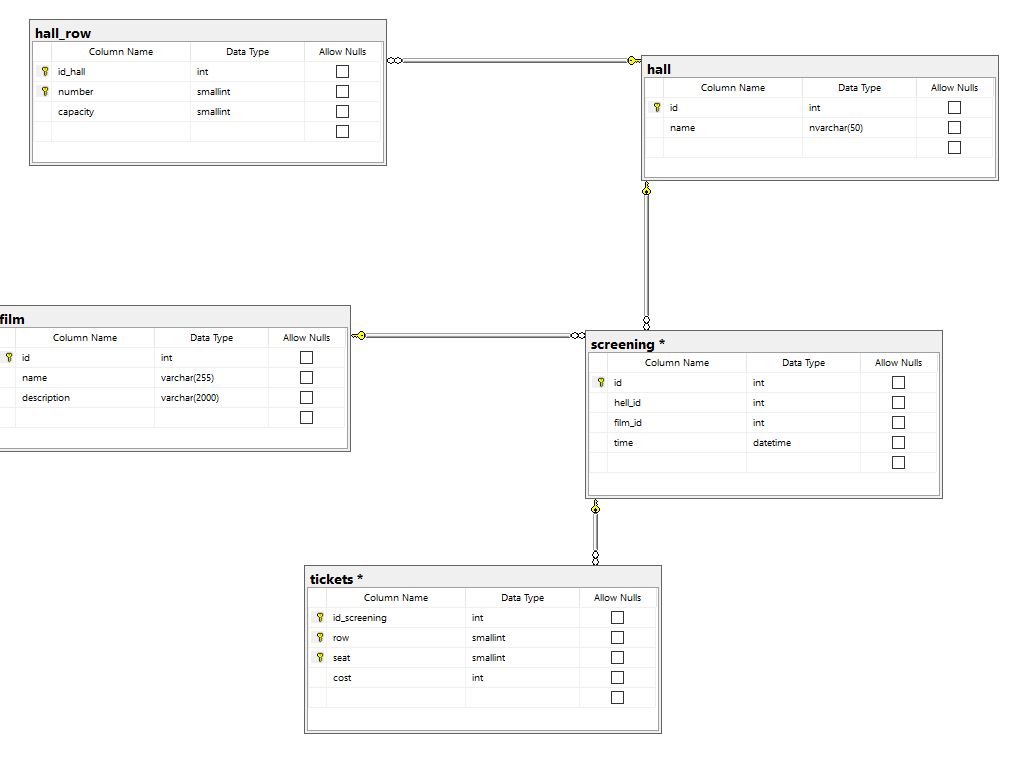 hall_row
Column Name Data Type Allow Nulls
id_hall int
number smallint
capacity smallint
hall
Column Name Data Type Allow Nulls
id int
name nvarchar(50)
film
Column Name Data Type Allow Nulls
id int
name varchar(255)
description varchar(2000)
screening *
Column Name Data Type Allow Nulls
id int
hell_id int
film_id int
time datetime
tickets *
Column Name Data Type Allow Nulls
id_screening int
row smallint
seat smallint
cost int